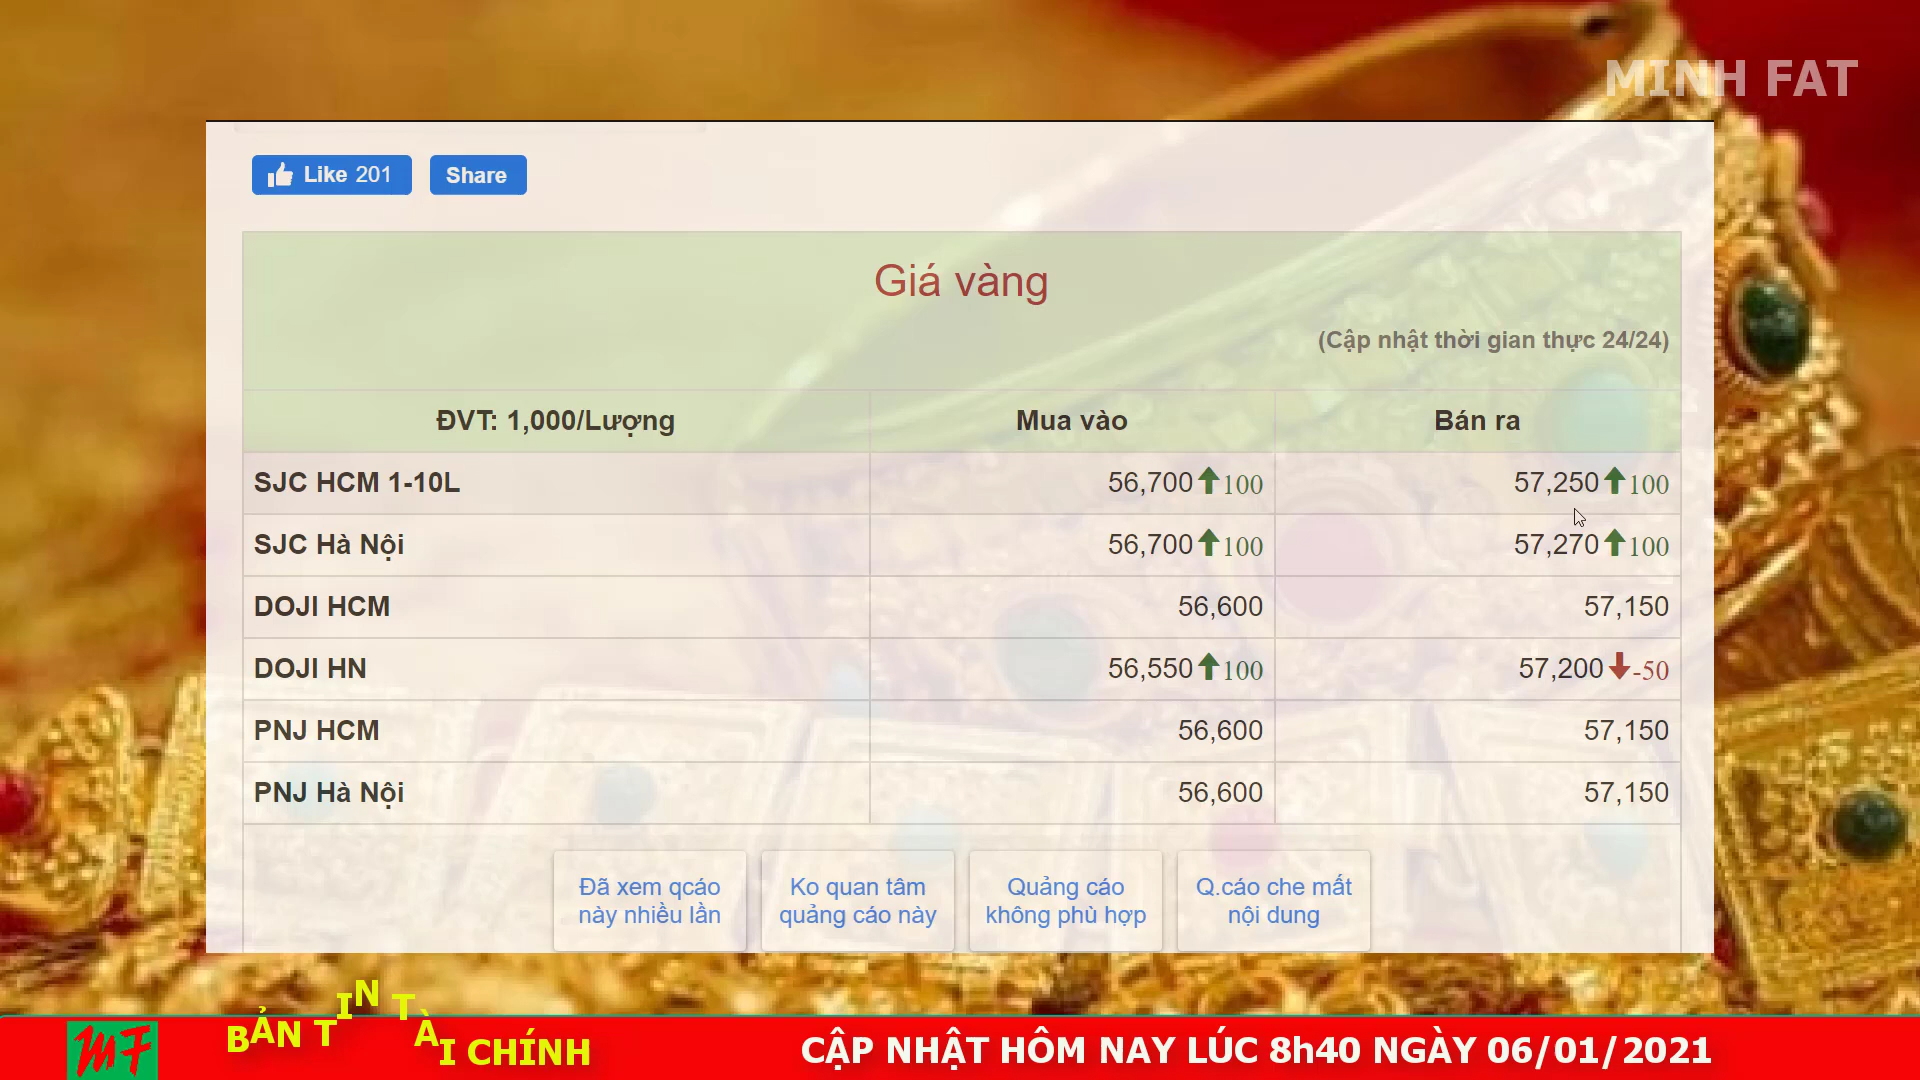 MINH FAT
Like 201 Share
Giá vàng
(Cập nhật thời gian thực 24/24)
ĐVT: 1,000/Lượng Mua vào Bán ra
SJC HCM 1-10L 56,700 100 57,250 100
SJC Hà Nội 56,700 100 57,270 100
DOJI HCM 56,600 57,150
DOJI HN 56,550 100 57,200 -50
PNJ HCM 56,600 57,150
PNJ Hà Nội 56,600 57,150
Đã xem qcáo Ko quan tâm Quảng cáo Q.cáo che mất
này nhiều lần quảng cáo này không phù hợp nội dung
MF BẢN TIN TÀI CHÍNH CẬP NHẬT HÔM NAY LÚC 8h40 NGÀY 06/01/2021